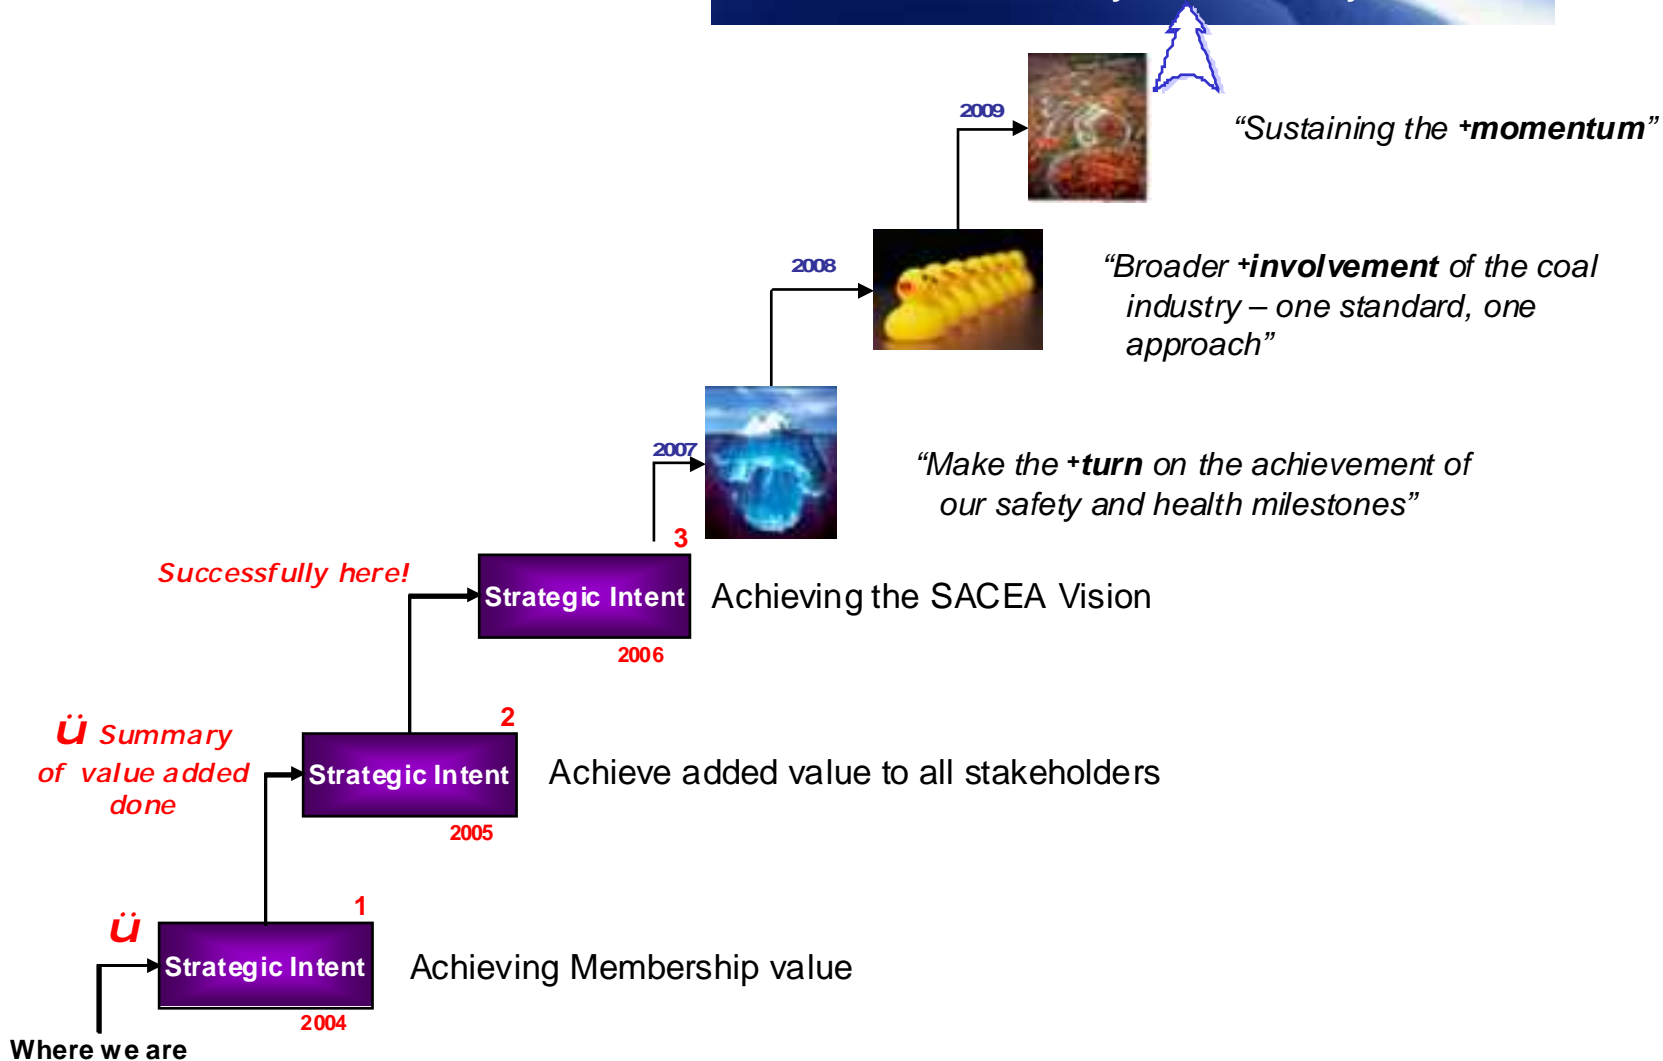 2009
“Sustaining the +momentum”
2008
“Broader +involvement of the coal
industry – one standard, one
approach”
2007
“Make the +turn on the achievement of
our safety and health milestones”
3
Successfully here!
Strategic Intent
Achieving the SACEA Vision
2006
ü Summary
of value added
done
2
Strategic Intent
Achieve added value to all stakeholders
2005
1
ü
Strategic Intent
Achieving Membership value
2004
Where we are